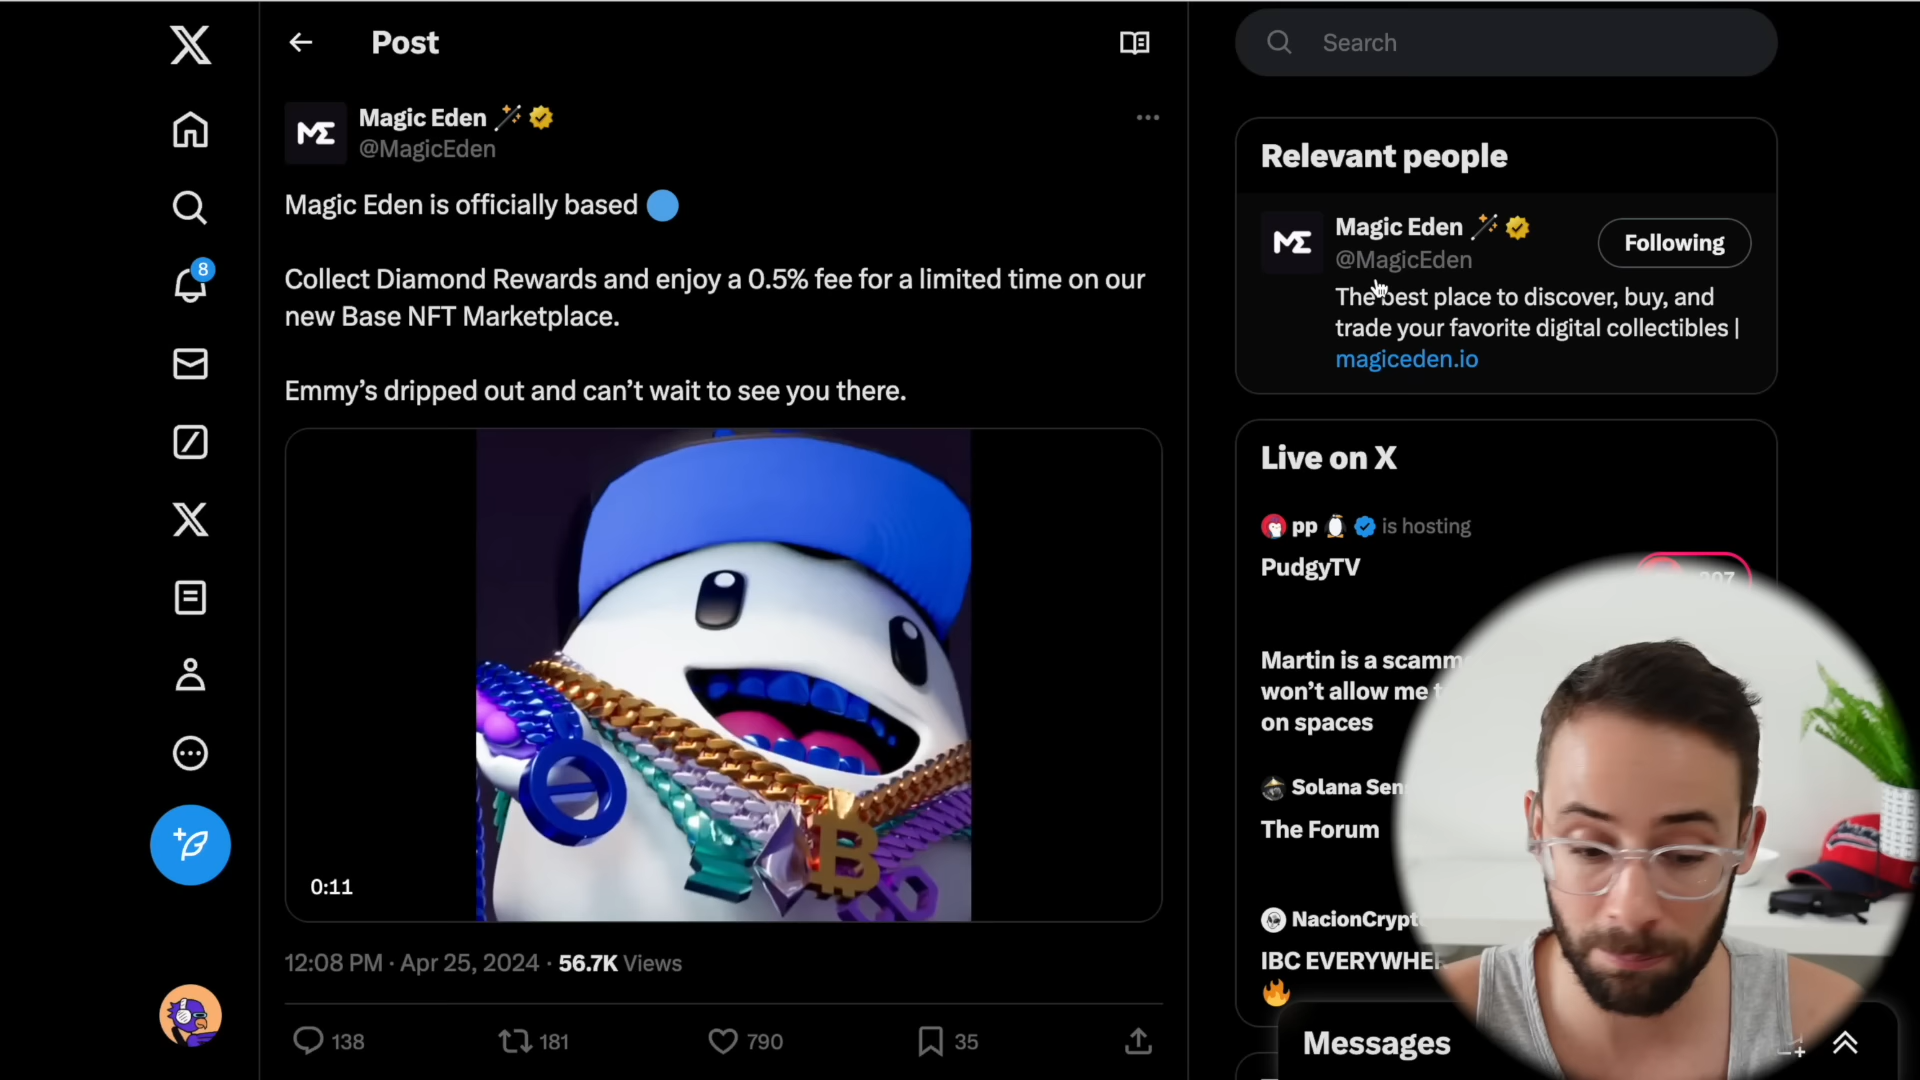 Post
Search
Magic Eden
@MagicEden
Magic Eden is officially based
Collect Diamond Rewards and enjoy a 0.5% fee for a limited time on our
new Base NFT Marketplace.
Emmy's dripped out and can't wait to see you there.
0:11
12:08 PM · Apr 25, 2024 · 56.7K Views
138
181
790
35
8
Relevant people
Magic Eden
@MagicEden
Following
The best place to discover, buy, and
trade your favorite digital collectibles |
magiceden.io
Live on X
pp is hosting
PudgyTV
Martin is a
won't allow me
on spaces
Solana
The Forum
IBC
Messages